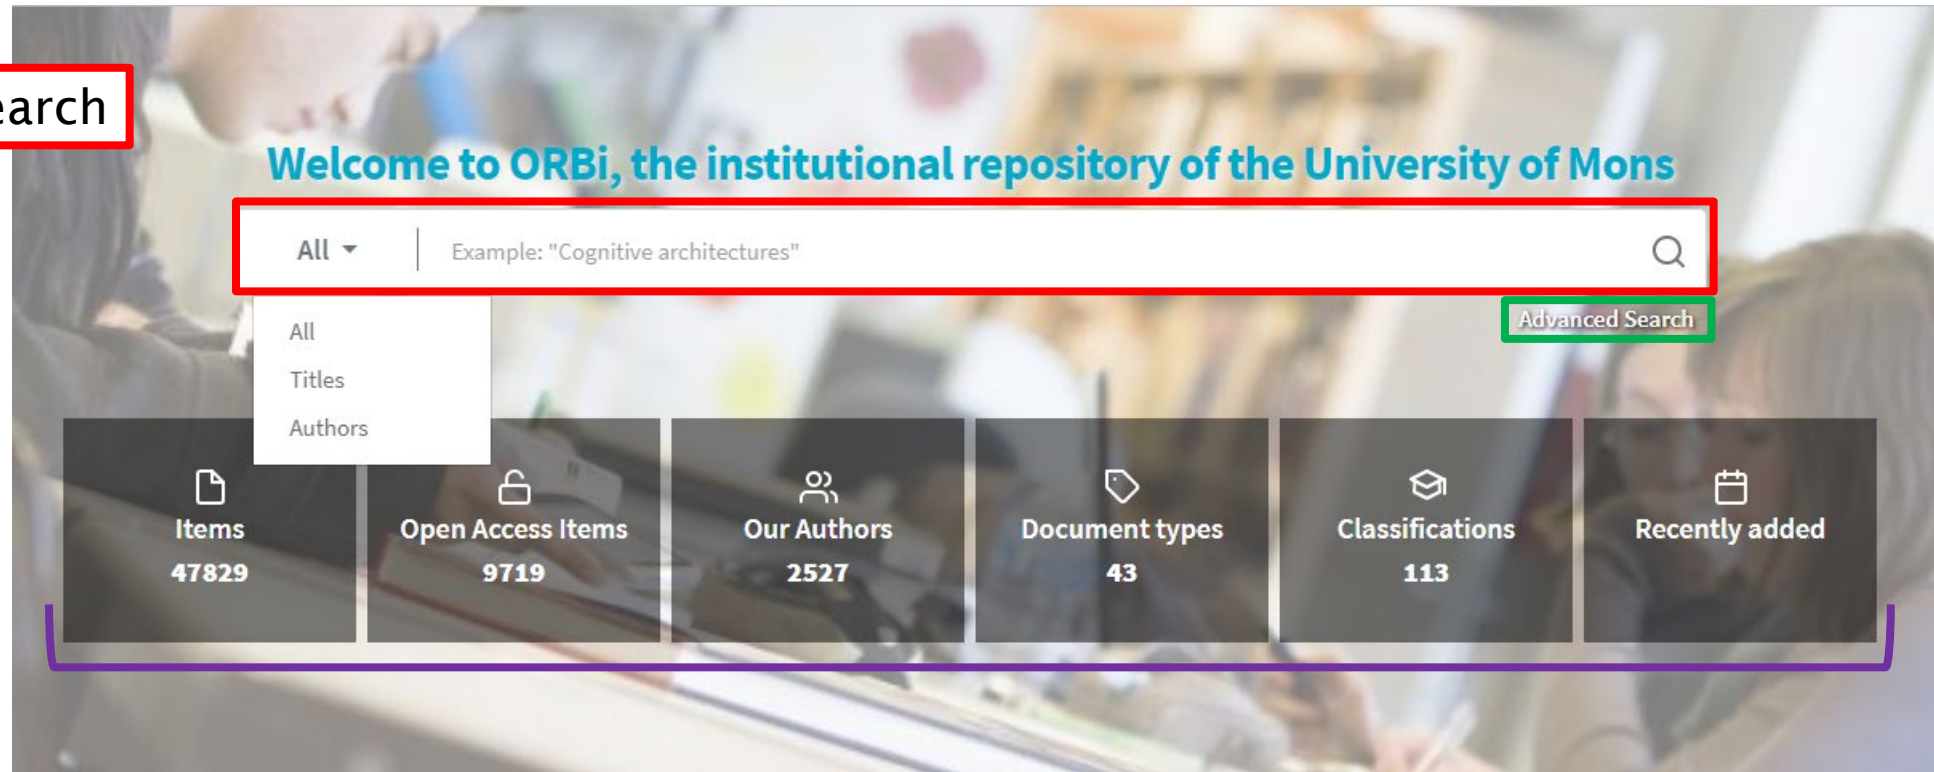 Welcome to ORBi, the institutional repository of the University of Mons
All
Example: "Cognitive architectures"
Advanced Search
All
Titles
Authors
Items
47829
Open Access Items
9719
Our Authors
2527
Document types
43
Classifications
113
Recently added